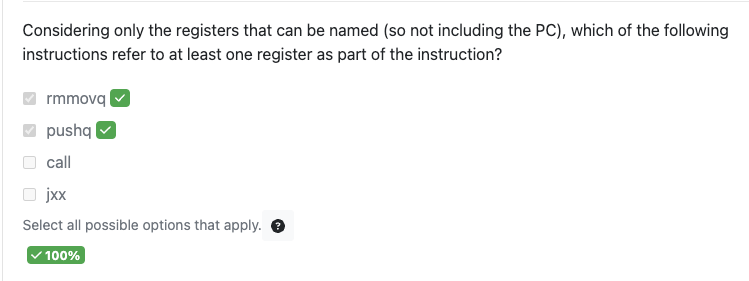 Considering only the registers that can be named (so not including the PC), which of the following
instructions refer to at least one register as part of the instruction?
rmmovq
pushq
call
jxx
Select all possible options that apply. ?
100%